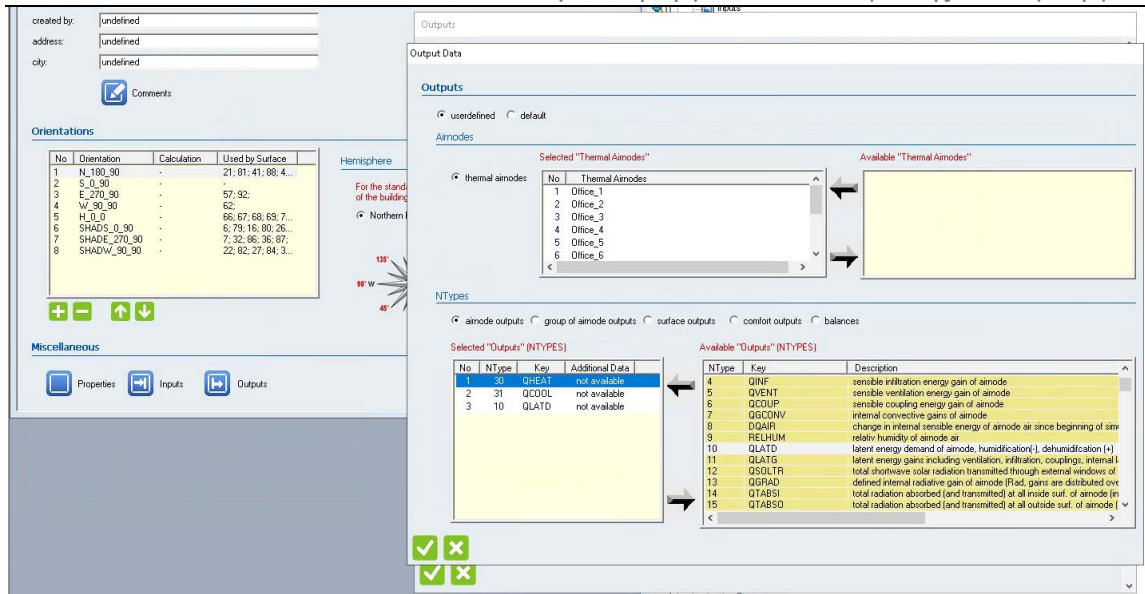 Inputs
created by: undefined
address: undefined
city: undefined
Comments
Orientations
No Orientation Calculation Used by Surface
1 N_180_90 - 21; 81; 41; 88; 4...
2 S_0_90 - -
3 E_270_90 - 57; 92;
4 W_90_90 - 62;
5 H_0_0 - 66; 67; 68; 69; 7...
6 SHADS_0_90 - 6; 79; 16; 80; 26...
7 SHADE_270_90 - 7; 32; 86; 36; 87;
8 SHADW_90_90 - 22; 82; 27; 84; 3...
Hemisphere
For the stand
of the building
Northern
135°
90° W
45°
Miscellaneous
Properties
Inputs
Outputs
Outputs
Output Data
Outputs
userdefined default
Airnodes
Selected "Thermal Airnodes"
Available "Thermal Airnodes"
thermal airnodes
No Thermal Airnodes
1 Office_1
2 Office_2
3 Office_3
4 Office_4
5 Office_5
6 Office_6
NTypes
airnode outputs group of airnode outputs surface outputs comfort outputs balances
Selected "Outputs" (NTYPES)
No NType Key Additional Data
1 30 QHEAT not available
2 31 QCOOL not available
3 10 QLATD not available
Available "Outputs" (NTYPES)
NType Key Description
4 QINF sensible infiltration energy gain of airnode
5 QVENT sensible ventilation energy gain of airnode
6 QCOUP sensible coupling energy gain of airnode
7 QGCONV internal convective gains of airnode
8 DQAIR change in internal sensible energy of airnode air since beginning of simu
9 RELHUM relativ humidity of airnode air
10 QLATD latent energy demand of airnode, humidification(-), dehumidifcation (+)
11 QLATG latent energy gains including ventilation, infiltration, couplings, internal l
12 QSOLTR total shortwave solar radiation transmitted through external windows of
13 QGRAD defined internal radiative gain of airnode (Rad, gains are distributed ove
14 QTABSI total radiation absorbed (and transmitted) at all inside surf. of airnode (in
15 QTABSO total radiation absorbed (and transmitted) at all outside surf. of airnode (